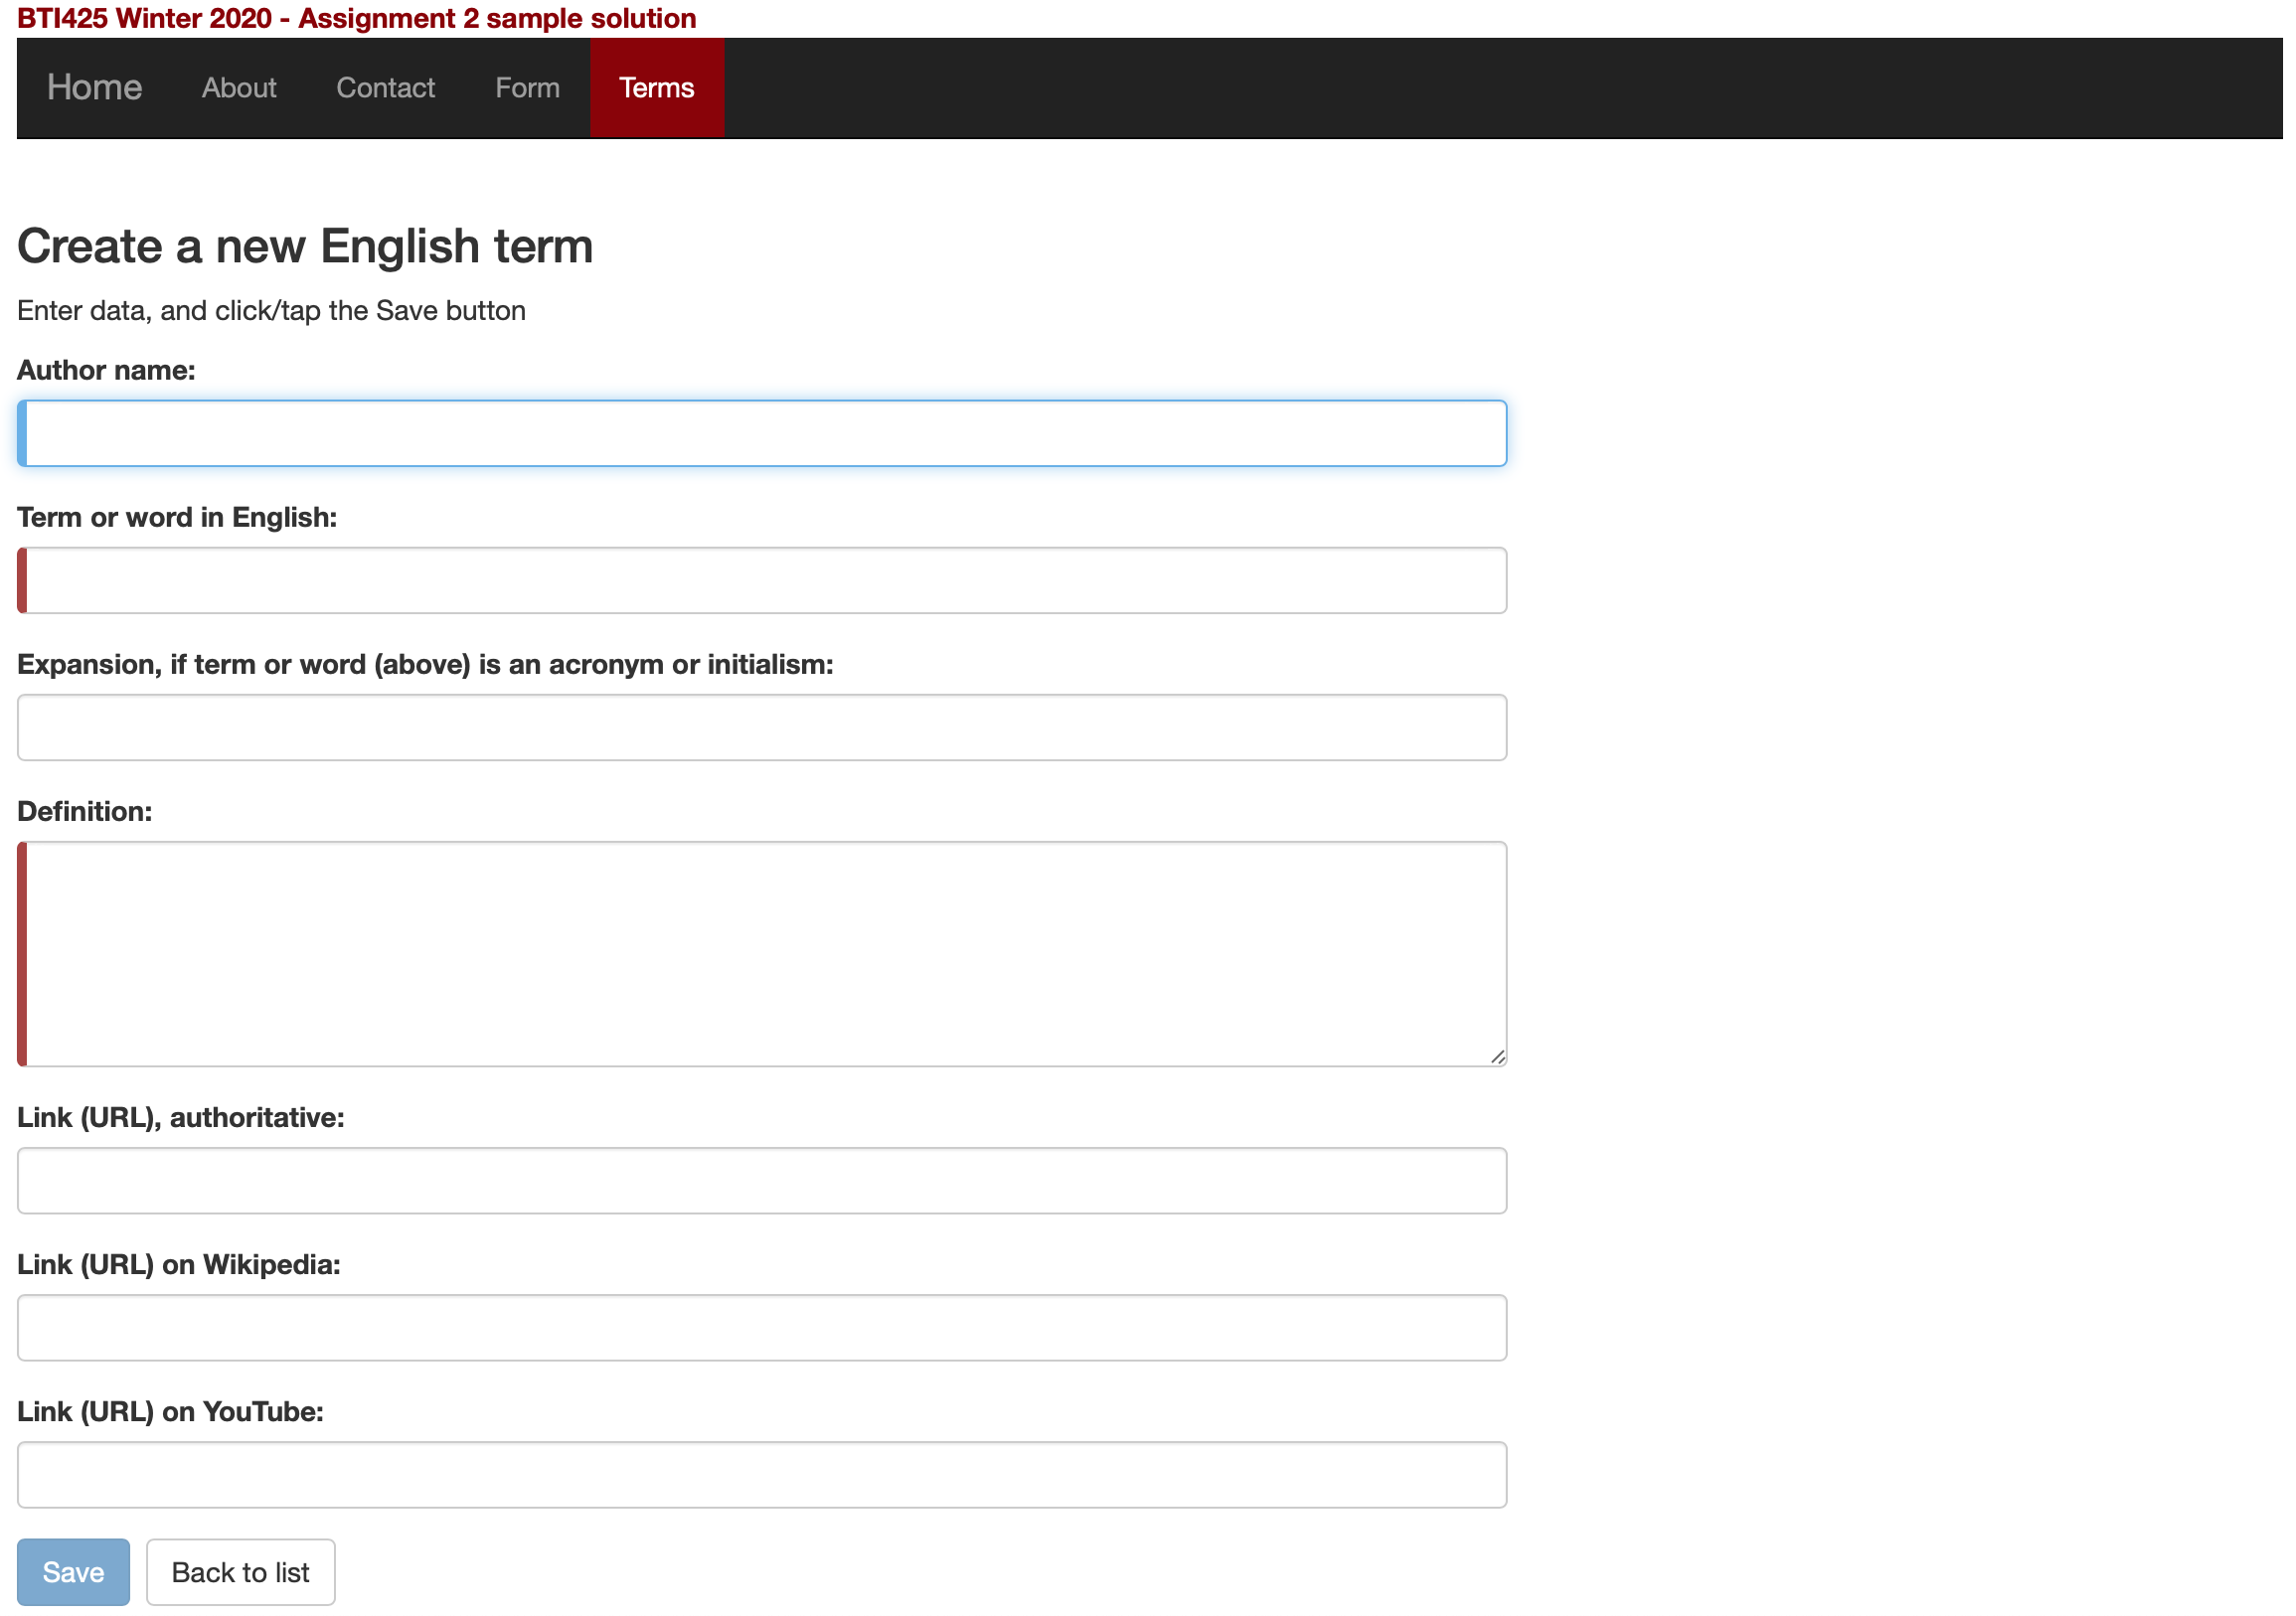 BTI425 Winter 2020 - Assignment 2 sample solution
Home About Contact Form Terms
Create a new English term
Enter data, and click/tap the Save button
Author name:
Term or word in English:
Expansion, if term or word (above) is an acronym or initialism:
Definition:
Link (URL), authoritative:
Link (URL) on Wikipedia:
Link (URL) on YouTube:
Save Back to list